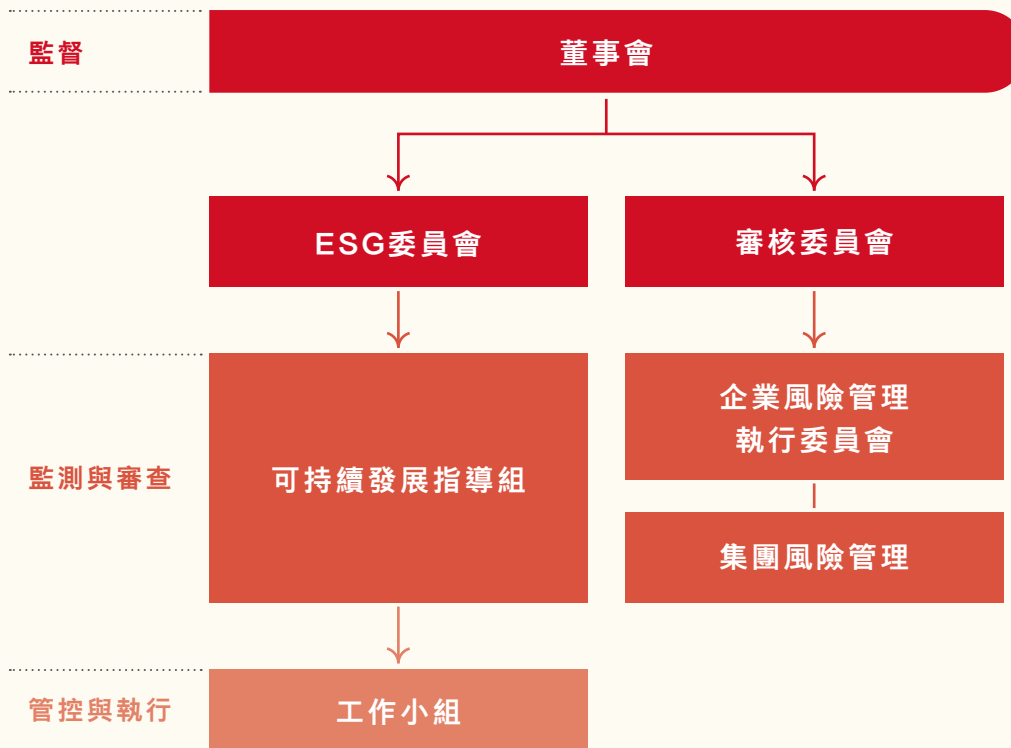 監督
董事會
ESG委員會
審核委員會
監測與審查
可持續發展指導組
企業風險管理
執行委員會
集團風險管理
管控與執行
工作小組